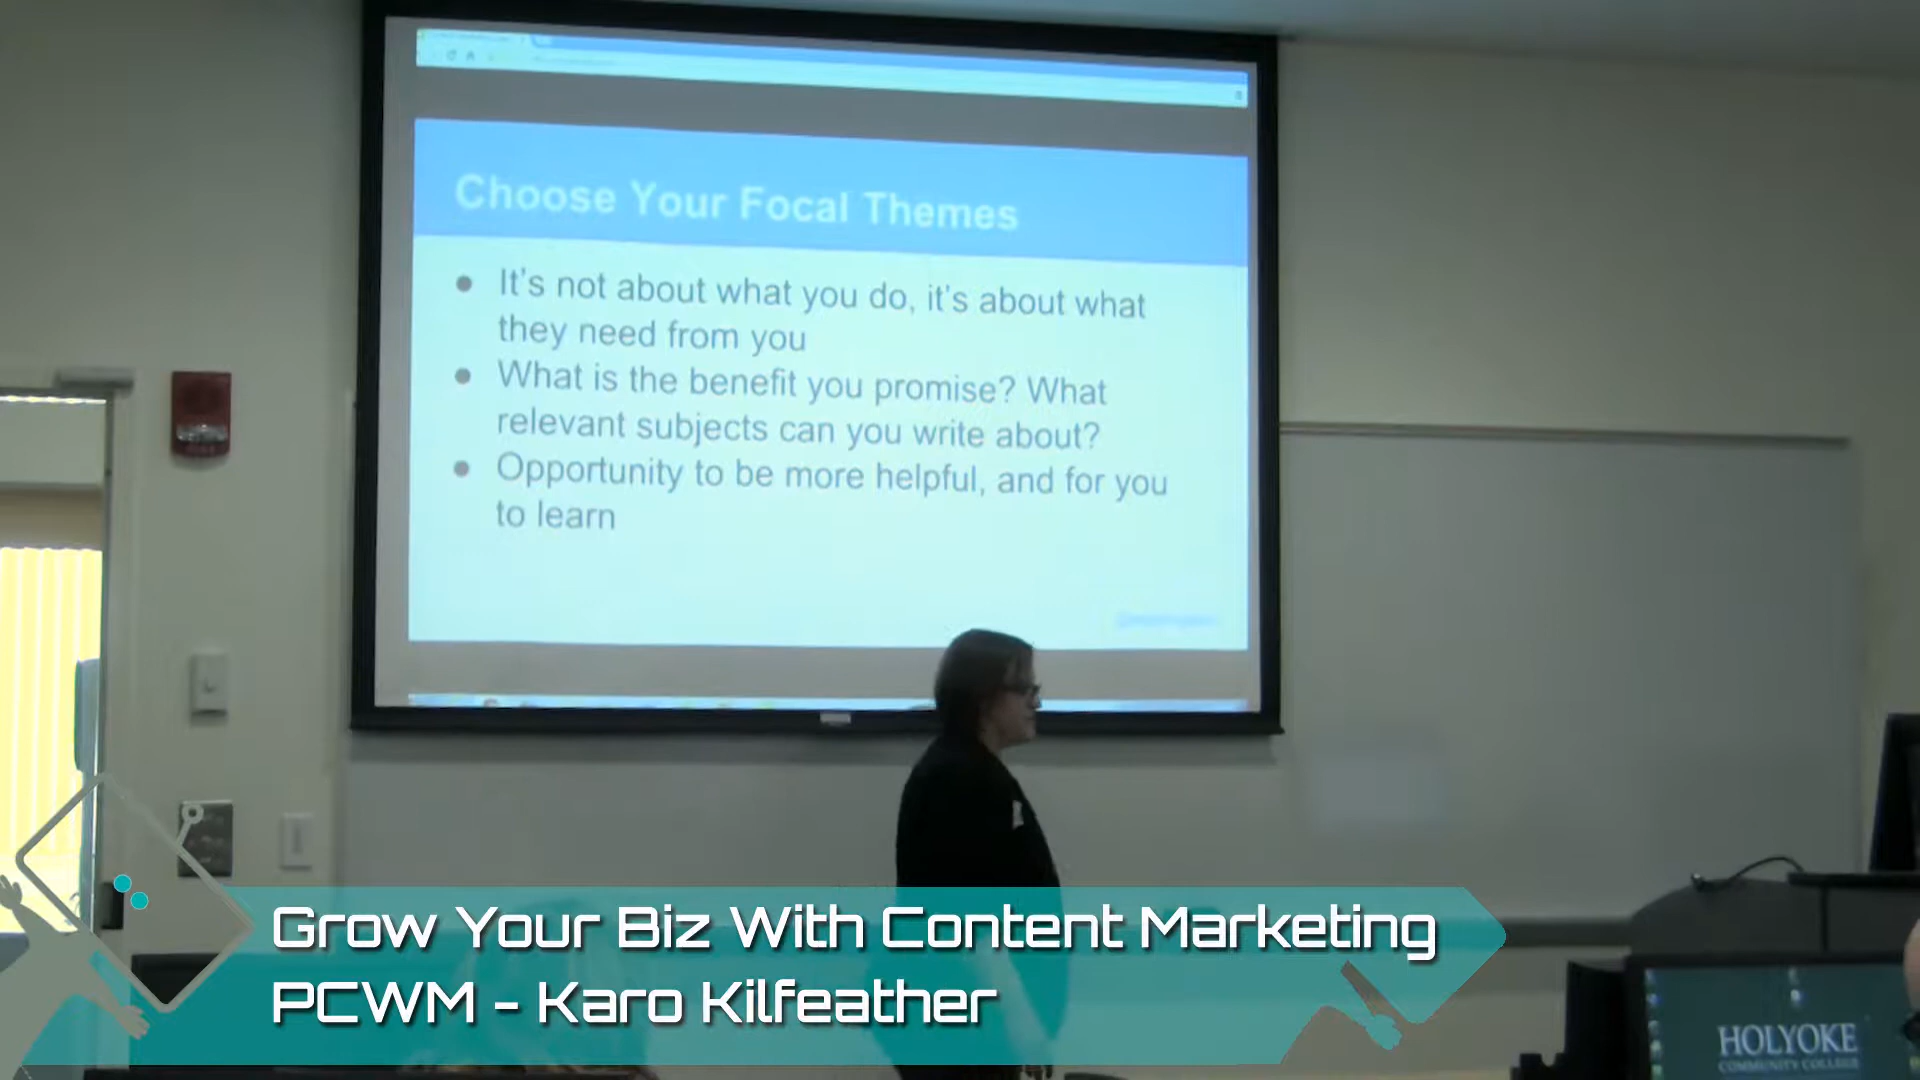 Choose Your Focal Themes
● It's not about what you do, it's about what
they need from you
● What is the benefit you promise? What
relevant subjects can you write about?
● Opportunity to be more helpful, and for you
to learn
Grow Your Biz With Content Marketing
PCWM - Karo Kilfeather
HOLYOKE
COMMUNITY COLLEGE